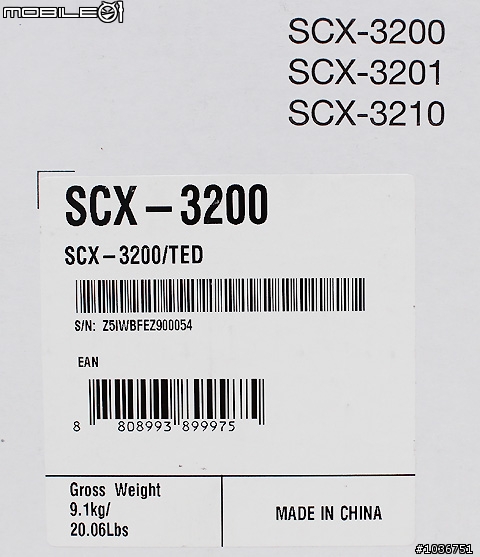 MOBILE01
SCX-3200
SCX-3201
SCX-3210
SCX-3200
SCX-3200/TED
S/N: Z5IWBFEZ900054
EAN
8 808993 899975
Gross Weight
9.1kg/
20.06Lbs
MADE IN CHINA
#1036751